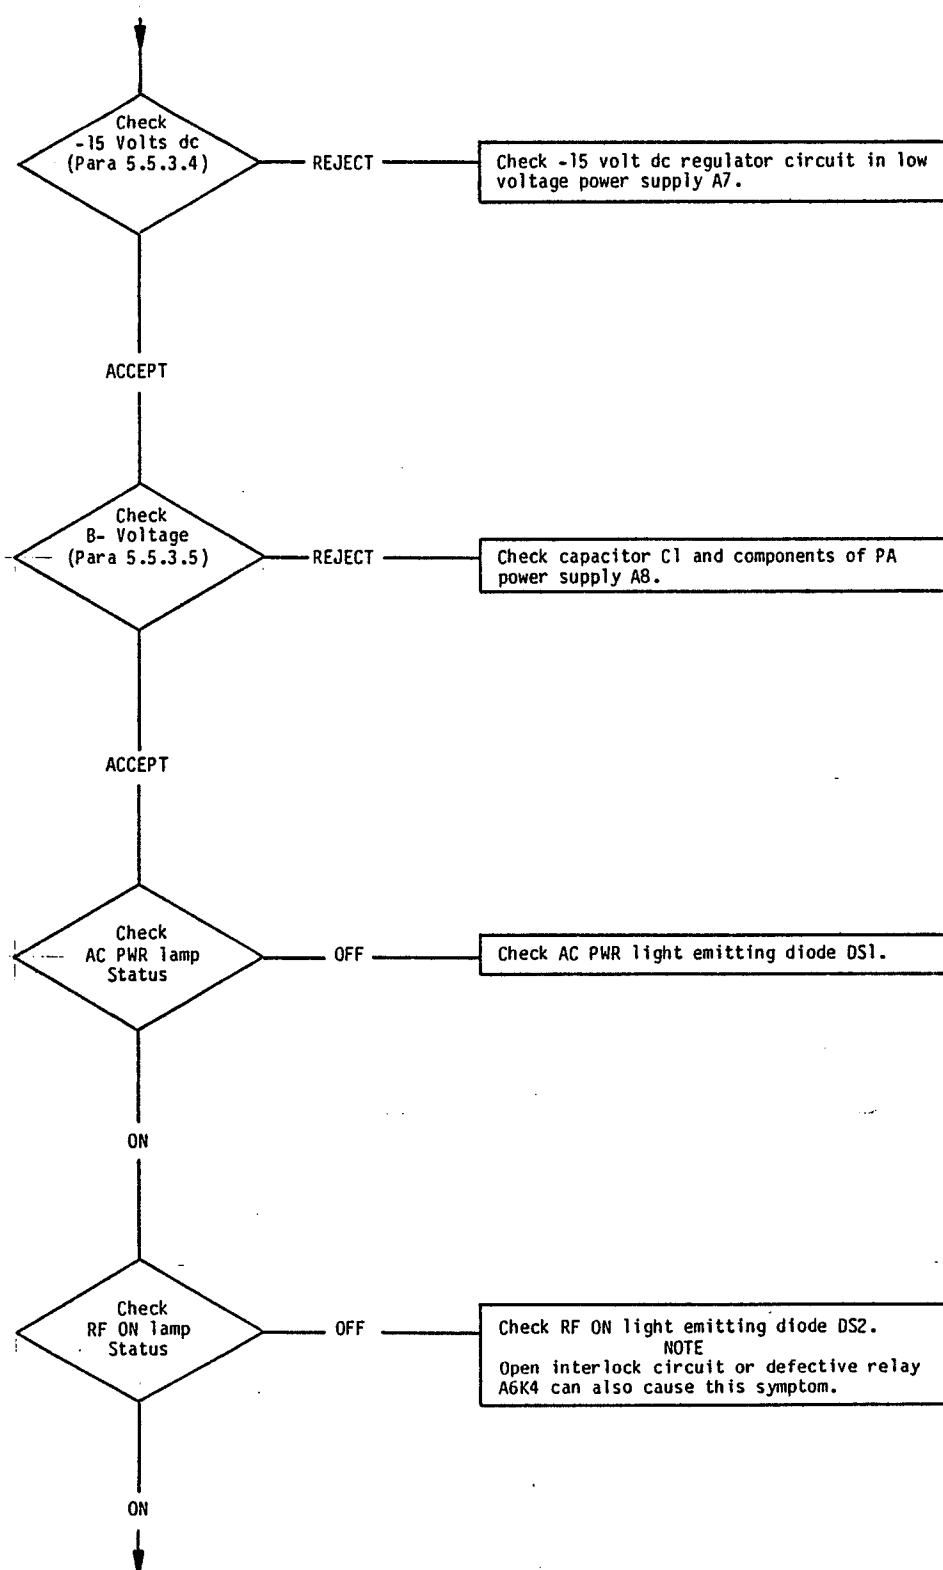 Check
-15 Volts dc
(Para 5.5.3.4)
REJECT
Check -15 volt dc regulator circuit in low
voltage power supply A7.
ACCEPT
Check
B- Voltage
(Para 5.5.3.5)
REJECT
Check capacitor C1 and components of PA
power supply A8.
ACCEPT
Check
AC PWR lamp
Status
OFF
Check AC PWR light emitting diode DS1.
ON
Check
RF ON lamp
Status
OFF
Check RF ON light emitting diode DS2.
NOTE
Open interlock circuit or defective relay
A6K4 can also cause this symptom.
ON